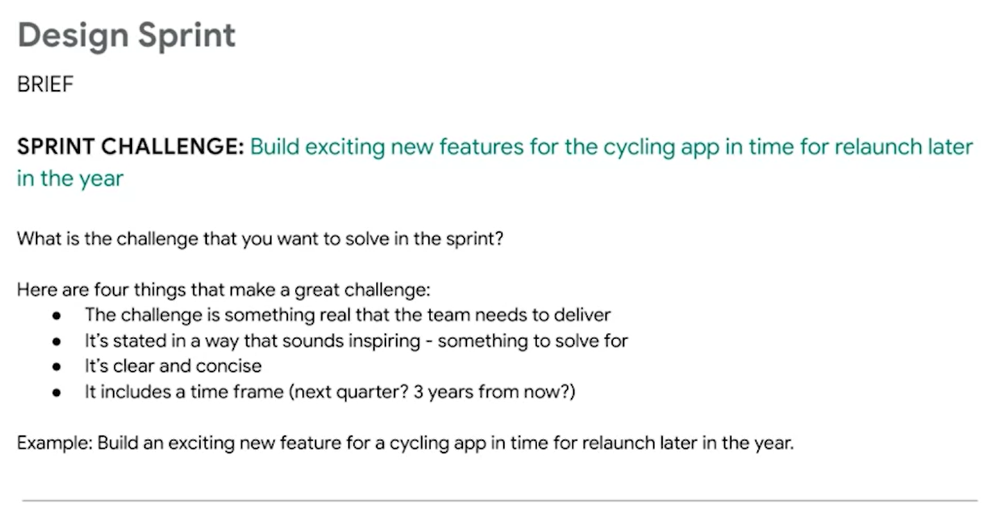 Design Sprint
BRIEF
SPRINT CHALLENGE: Build exciting new features for the cycling app in time for relaunch later
in the year
What is the challenge that you want to solve in the sprint?
Here are four things that make a great challenge:
● The challenge is something real that the team needs to deliver
● It's stated in a way that sounds inspiring - something to solve for
● It's clear and concise
● It includes a time frame (next quarter? 3 years from now?)
Example: Build an exciting new feature for a cycling app in time for relaunch later in the year.